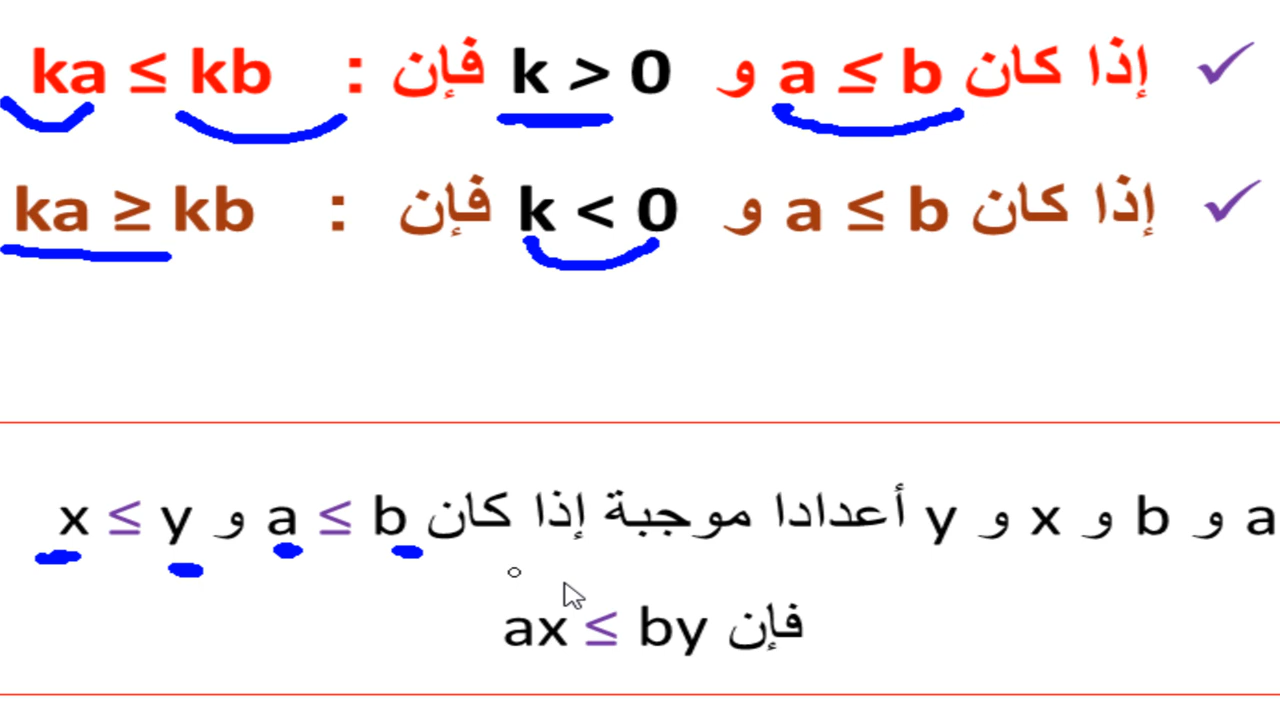 ✓ إذا كان a ≤ b و k > 0 فإن : ka ≤ kb
✓ إذا كان a ≤ b و k < 0 فإن : ka ≥ kb
a و b و x و y أعدادا موجبة إذا كان a ≤ b و x ≤ y
فإن ax ≤ by